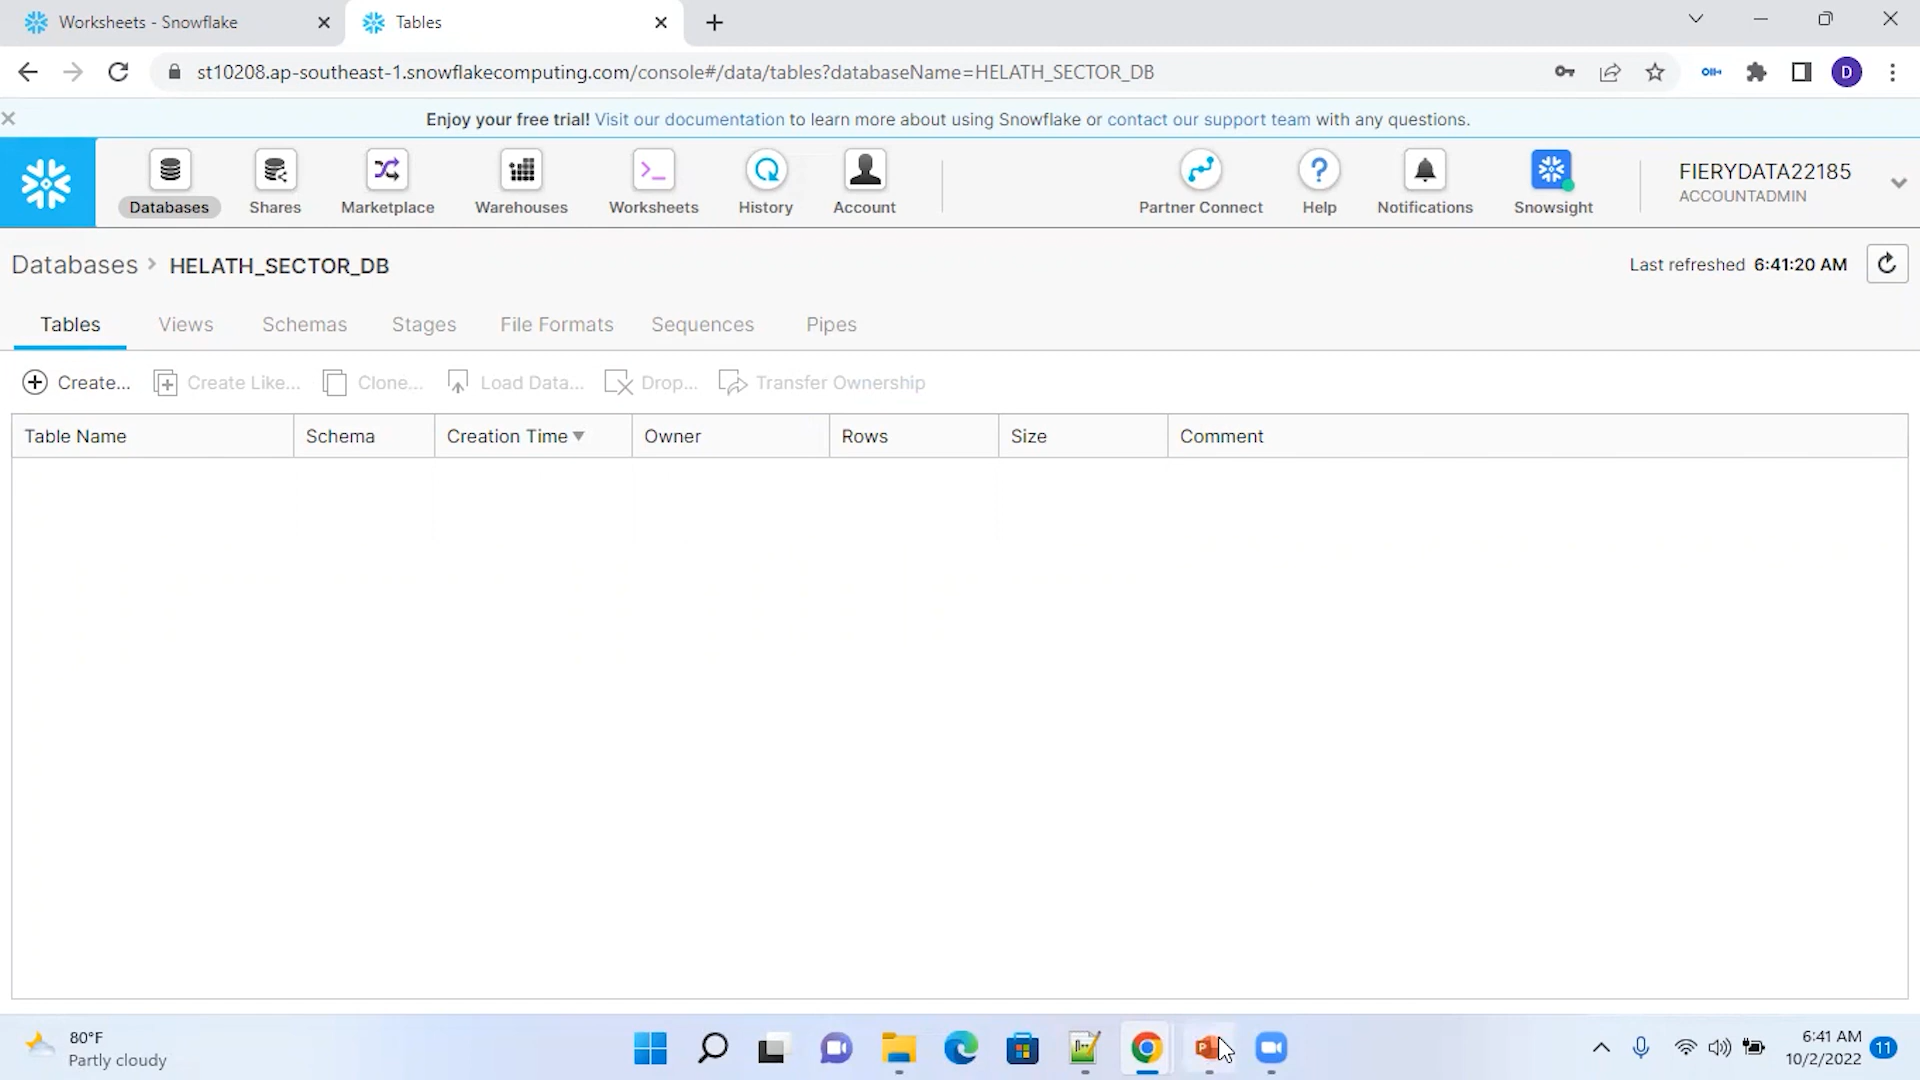 Worksheets - Snowflake
Tables
st10208.ap-southeast-1.snowflakecomputing.com/console#/data/tables?databaseName=HELATH_SECTOR_DB
D
Enjoy your free trial! Visit our documentation to learn more about using Snowflake or contact our support team with any questions.
Databases Shares Marketplace Warehouses Worksheets History Account Partner Connect Help Notifications Snowsight
FIERYDATA22185
ACCOUNTADMIN
Databases > HELATH_SECTOR_DB
Last refreshed 6:41:20 AM
Tables Views Schemas Stages File Formats Sequences Pipes
Create... Create Like... Clone... Load Data... Drop... Transfer Ownership
Table Name Schema Creation Time Owner Rows Size Comment
80°F
Partly cloudy
6:41 AM
10/2/2022
11